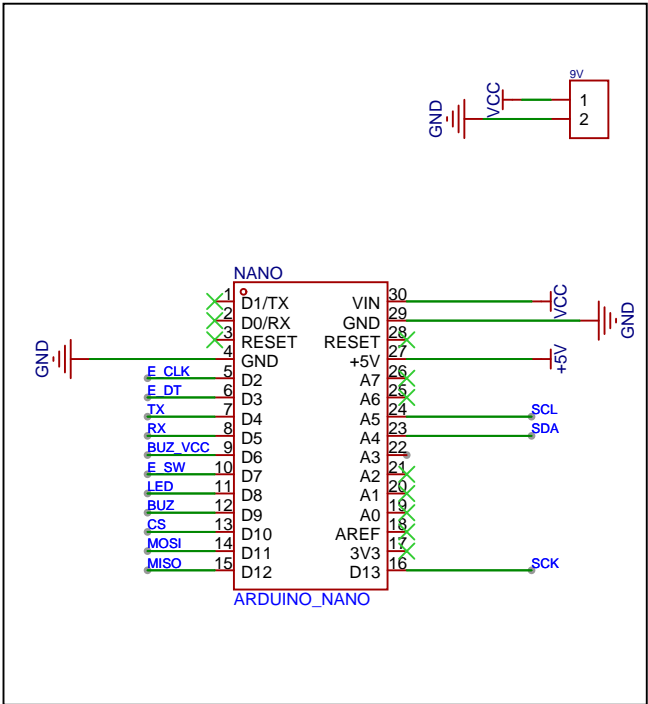 9V
VCC
1
GND
2
NANO
1 D1/TX VIN 30 VCC
2 D0/RX GND 29 GND
3 RESET RESET 28
GND 4 GND +5V 27 +5V
E_CLK 5 D2 A7 26
E_DT 6 D3 A6 25
TX 7 D4 A5 24 SCL
RX 8 D5 A4 23 SDA
BUZ_VCC 9 D6 A3 22
E_SW 10 D7 A2 21
LED 11 D8 A1 20
BUZ 12 D9 A0 19
CS 13 D10 AREF 18
MOSI 14 D11 3V3 17
MISO 15 D12 D13 16 SCK
ARDUINO_NANO